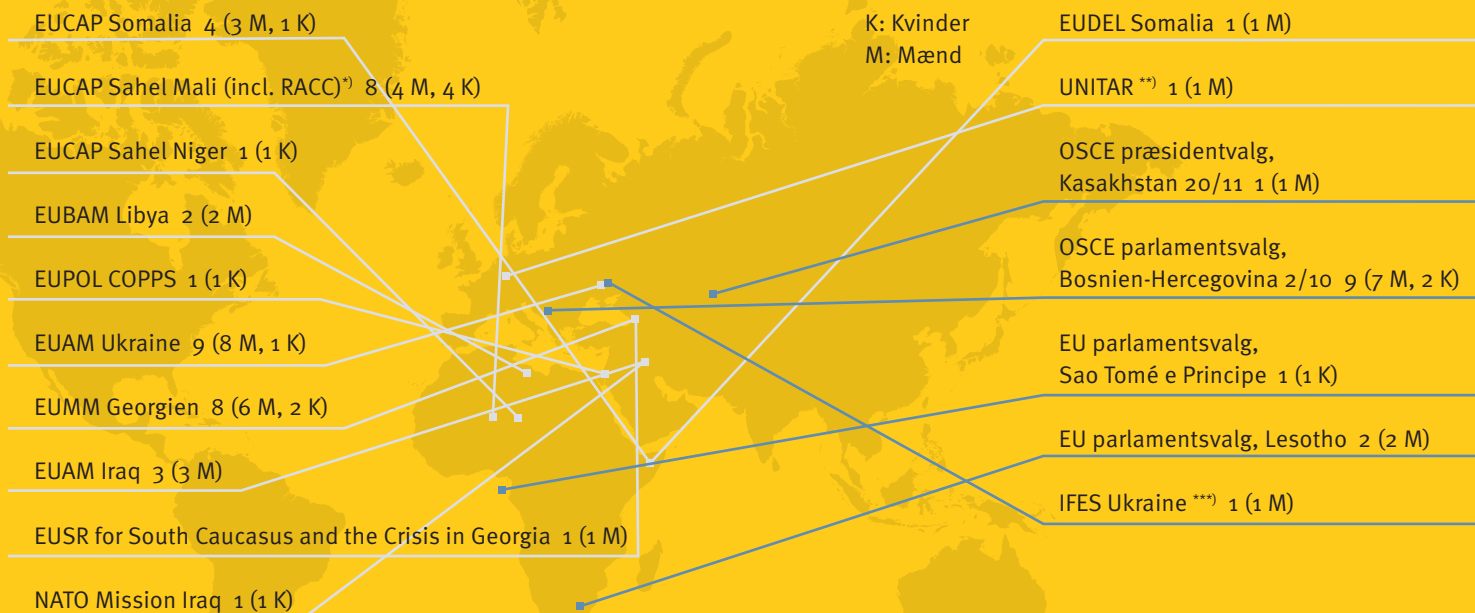 EUCAP Somalia 4 (3 M, 1 K)
EUCAP Sahel Mali (incl. RACC)*) 8 (4 M, 4 K)
EUCAP Sahel Niger 1 (1 K)
EUBAM Libya 2 (2 M)
EUPOL COPPS 1 (1 K)
EUAM Ukraine 9 (8 M, 1 K)
EUMM Georgien 8 (6 M, 2 K)
EUAM Iraq 3 (3 M)
EUSR for South Caucasus and the Crisis in Georgia 1 (1 M)
NATO Mission Iraq 1 (1 K)
K: Kvinder
M: Mænd
EUDEL Somalia 1 (1 M)
UNITAR **) 1 (1 M)
OSCE præsidentvalg,
Kasakhstan 20/11 1 (1 M)
OSCE parlamentsvalg,
Bosnien-Hercegovina 2/10 9 (7 M, 2 K)
EU parlamentsvalg,
Sao Tomé e Principe 1 (1 K)
EU parlamentsvalg, Lesotho 2 (2 M)
IFES Ukraine ***) 1 (1 M)